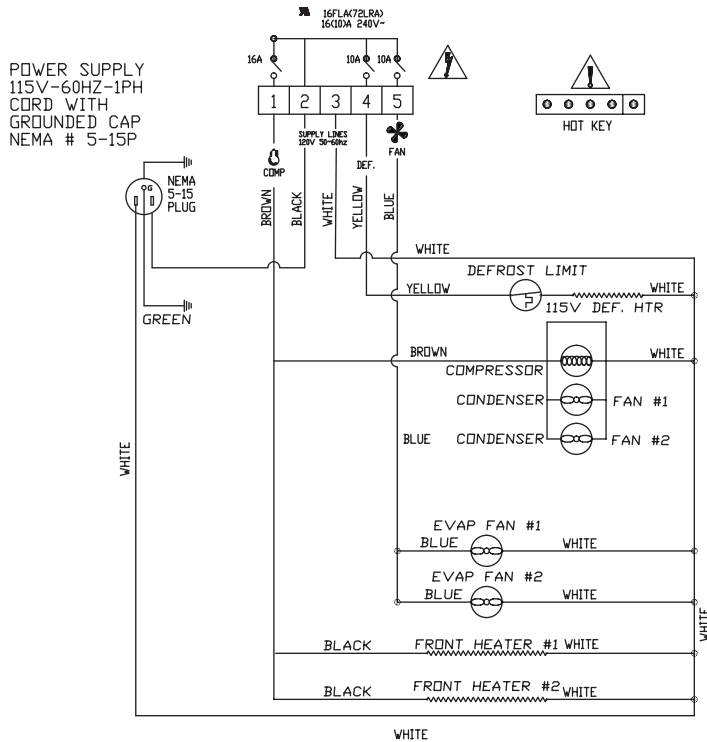 16FLA(72LRA)
16(10)A 240V~
POWER SUPPLY
115V-60HZ-1PH
CORD WITH
GROUNDED CAP
NEMA # 5-15P
16A
10A
10A
1 2 3 4 5
HOT KEY
SUPPLY LINES
120V 50-60hz
COMP
DEF.
FAN
G
NEMA
5-15
PLUG
BROWN
BLACK
WHITE
YELLOW
BLUE
GREEN
WHITE
DEFROST LIMIT
YELLOW
WHITE
115V DEF. HTR
BROWN
WHITE
COMPRESSOR
CONDENSER FAN #1
BLUE
CONDENSER FAN #2
WHITE
EVAP FAN #1
BLUE WHITE
EVAP FAN #2
BLUE WHITE
WHITE
BLACK FRONT HEATER #1 WHITE
BLACK FRONT HEATER #2 WHITE
WHITE